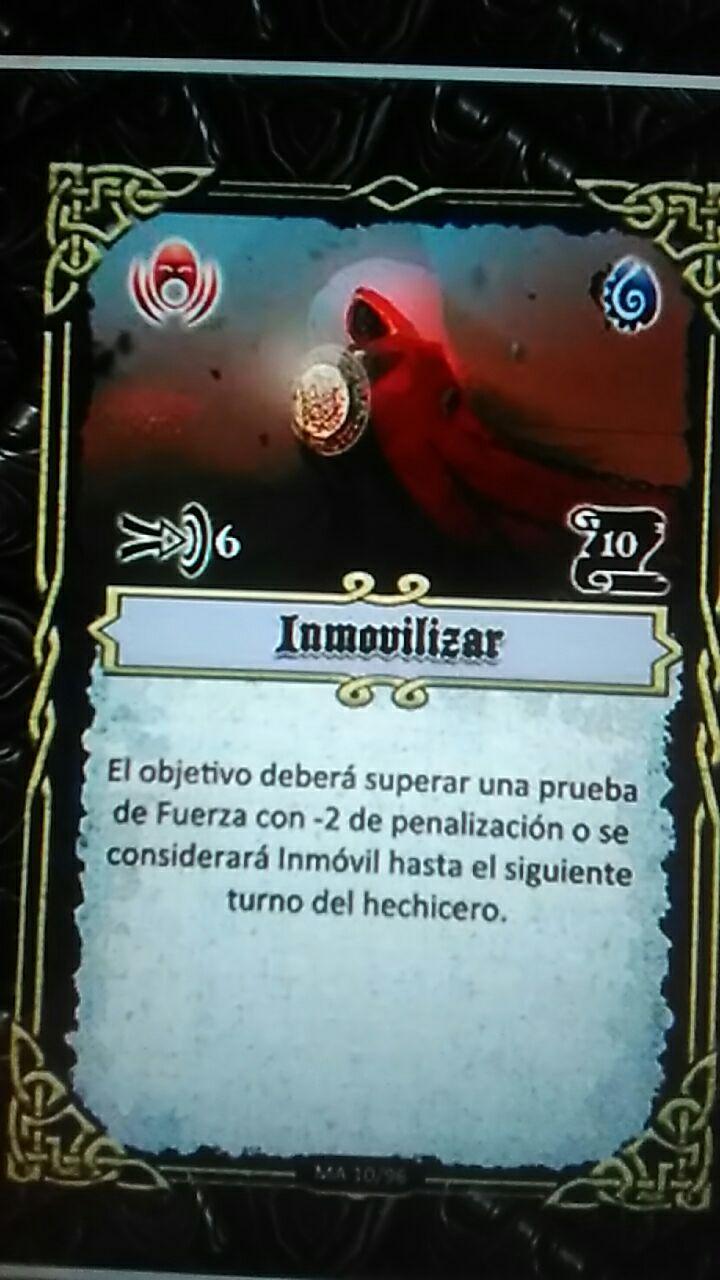 6
10
Inmovilizar
El objetivo deberá superar una prueba
de Fuerza con -2 de penalización o se
considerará Inmóvil hasta el siguiente
turno del hechicero.
MA 10/96